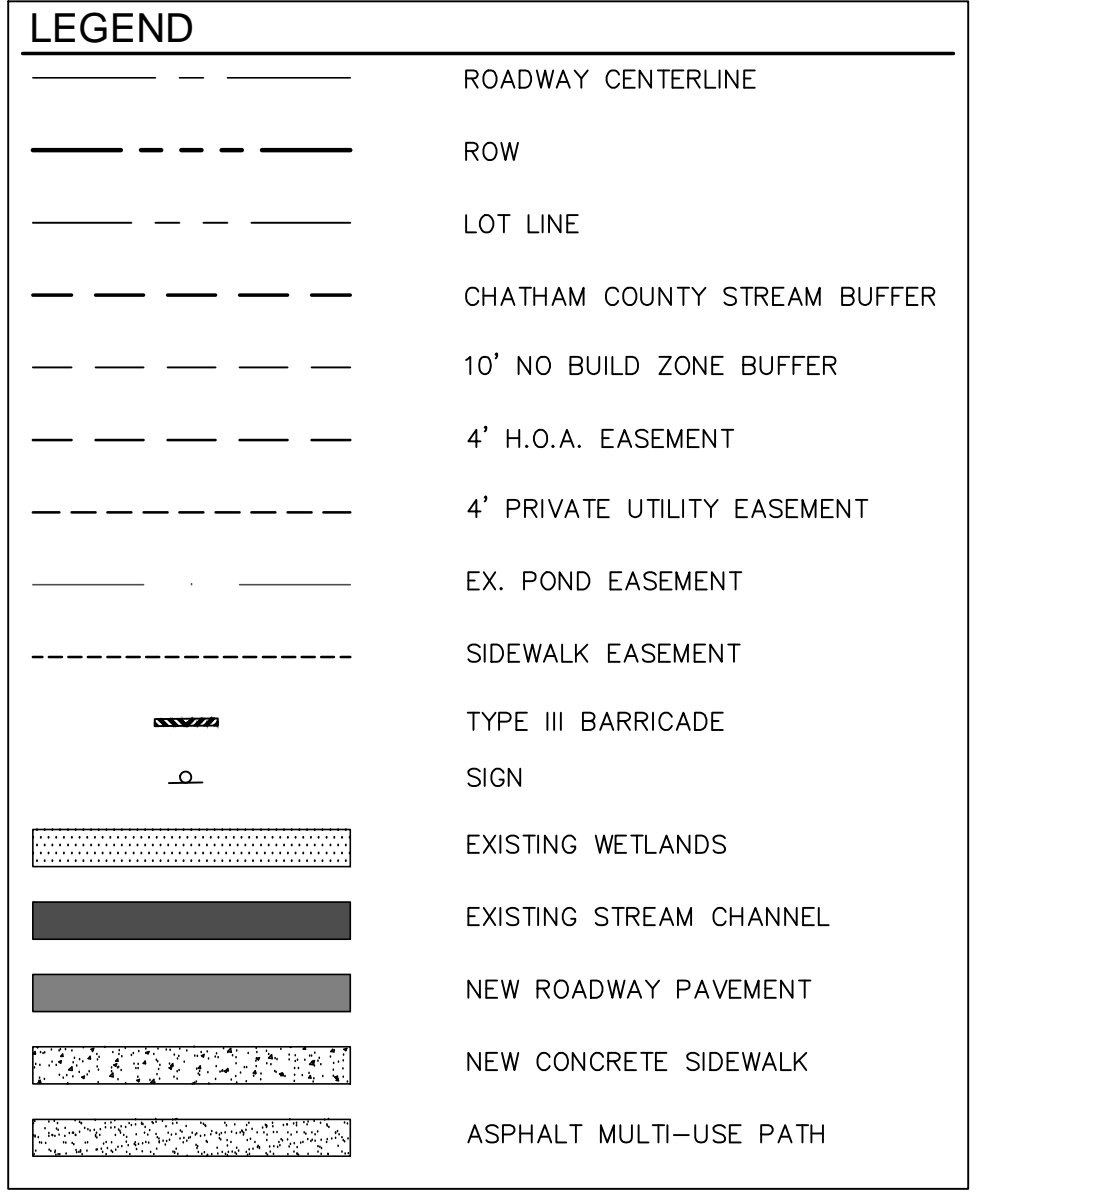 LEGEND
ROADWAY CENTERLINE
ROW
LOT LINE
CHATHAM COUNTY STREAM BUFFER
10' NO BUILD ZONE BUFFER
4' H.O.A. EASEMENT
4' PRIVATE UTILITY EASEMENT
EX. POND EASEMENT
SIDEWALK EASEMENT
TYPE III BARRICADE
SIGN
EXISTING WETLANDS
EXISTING STREAM CHANNEL
NEW ROADWAY PAVEMENT
NEW CONCRETE SIDEWALK
ASPHALT MULTI-USE PATH